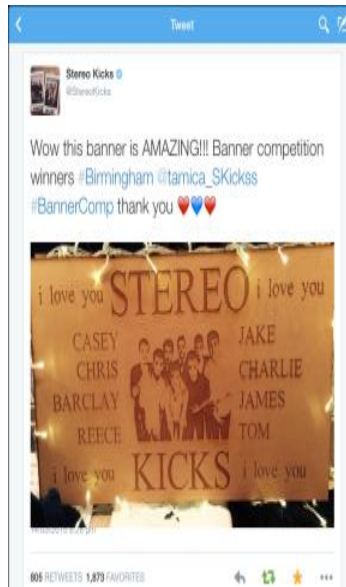 Tweet
Stereo Kicks
@StereoKicks
Wow this banner is AMAZING!!! Banner competition
winners #Birmingham @tamica_SKickss
#BannerComp thank you ❤️💙❤️
i love you STEREO i love you
CASEY JAKE
CHRIS CHARLIE
BARCLAY JAMES
REECE TOM
i love you KICKS i love you
605 RETWEETS 1,873 FAVORITES